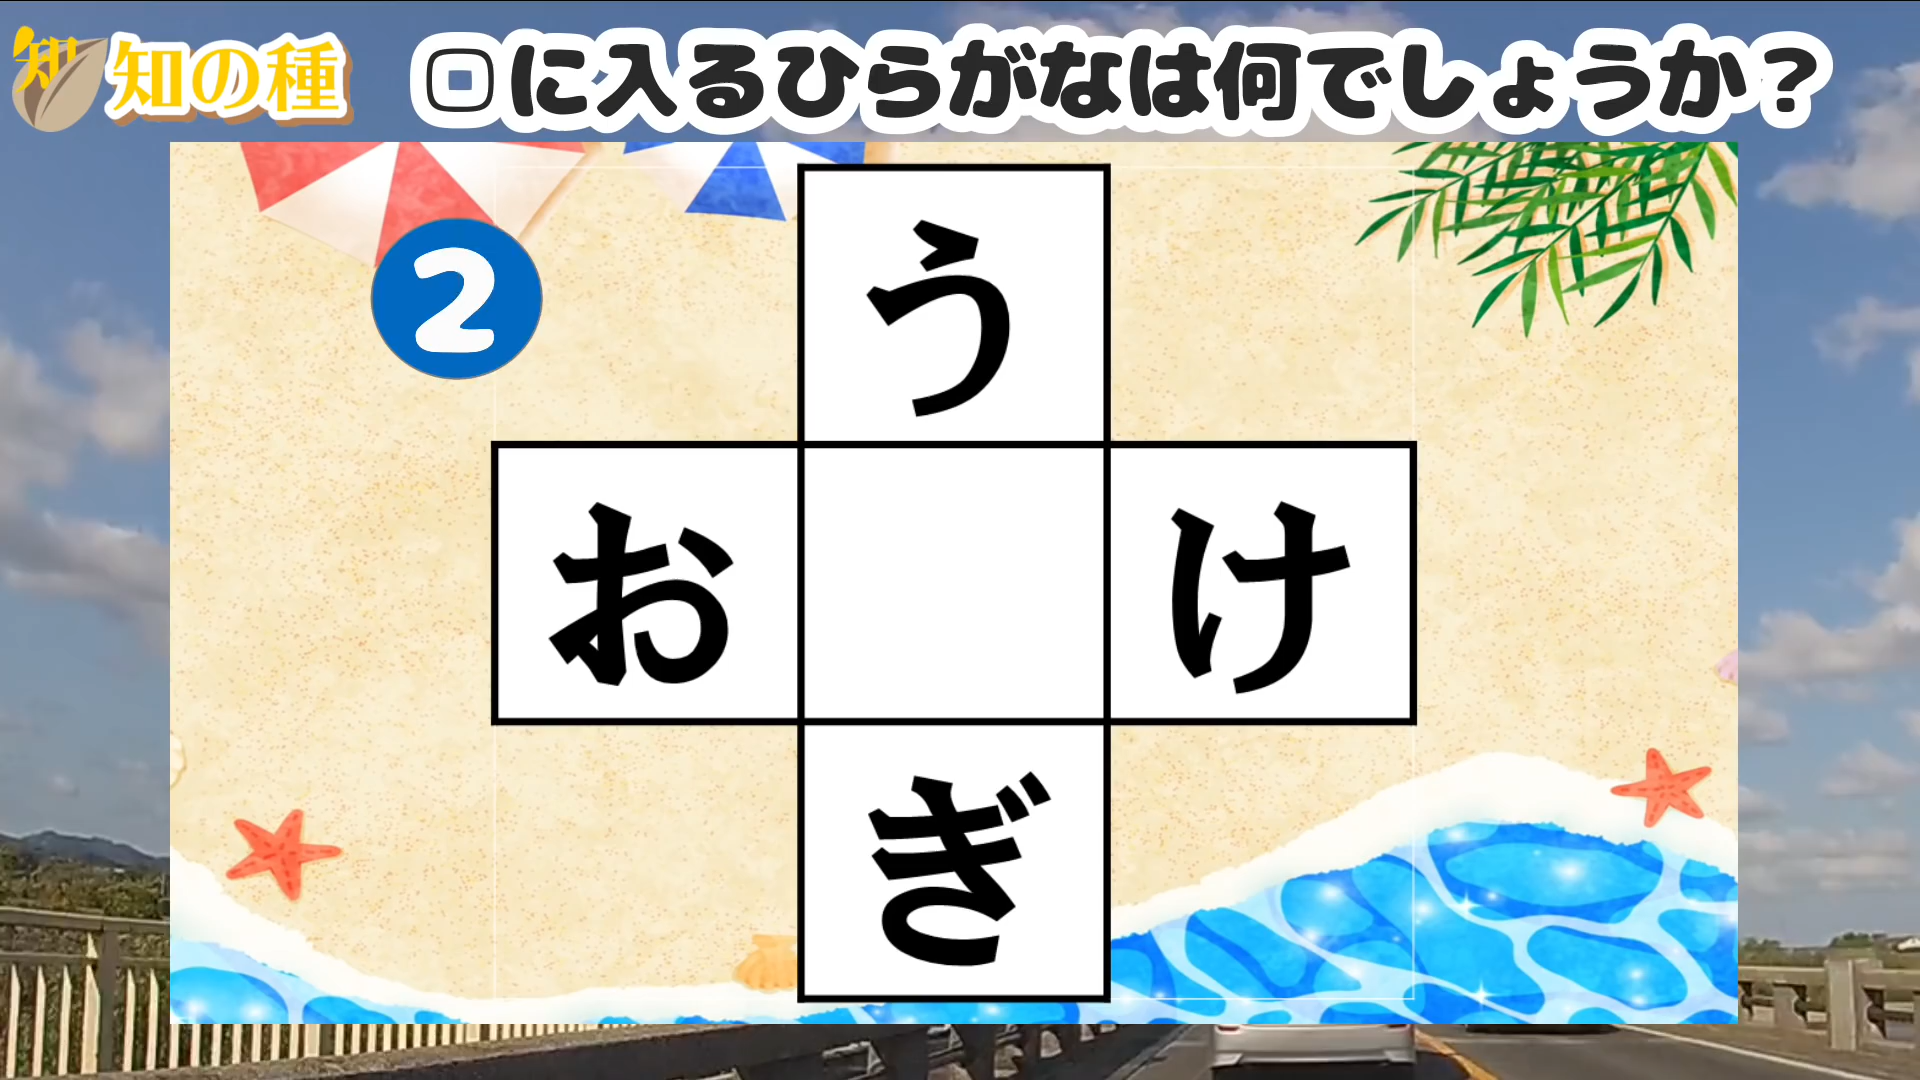 知 知の種
□に入るひらがなは何でしょうか？
2
う
お け
ぎ